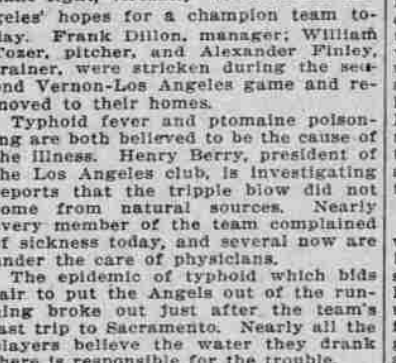 geles' hopes for a champion team to-
day. Frank Dillon, manager; William
Tozer, pitcher, and Alexander Finley,
trainer, were stricken during the sec-
ond Vernon-Los Angeles game and re-
moved to their homes.
Typhoid fever and ptomaine poison-
ing are both believed to be the cause of
the illness. Henry Berry, president of
the Los Angeles club, is investigating
reports that the tripple blow did not
come from natural sources. Nearly
every member of the team complained
of sickness today, and several now are
under the care of physicians.
The epidemic of typhoid which bids
fair to put the Angels out of the run-
ning broke out just after the team's
last trip to Sacramento. Nearly all the
players believe the water they drank
there is responsible for the trouble.